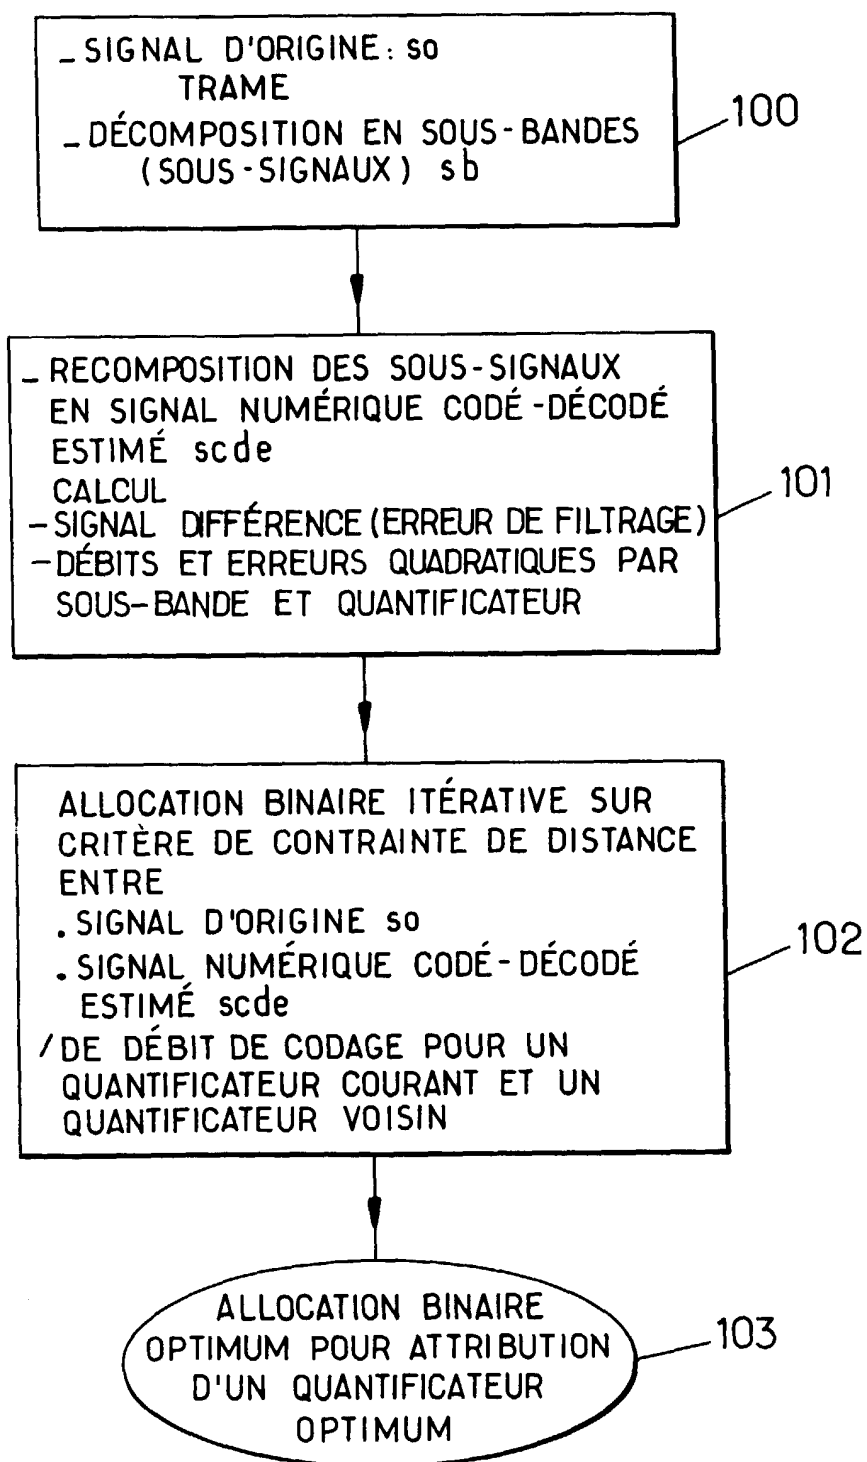 _ SIGNAL D'ORIGINE: so
TRAME
_ DÉCOMPOSITION EN SOUS-BANDES
(SOUS-SIGNAUX) sb
100
_ RECOMPOSITION DES SOUS-SIGNAUX
EN SIGNAL NUMÉRIQUE CODÉ-DÉCODÉ
ESTIMÉ scde
CALCUL
- SIGNAL DIFFÉRENCE (ERREUR DE FILTRAGE)
- DÉBITS ET ERREURS QUADRATIQUES PAR
SOUS-BANDE ET QUANTIFICATEUR
101
ALLOCATION BINAIRE ITÉRATIVE SUR
CRITÈRE DE CONTRAINTE DE DISTANCE
ENTRE
. SIGNAL D'ORIGINE so
. SIGNAL NUMÉRIQUE CODÉ-DÉCODÉ
ESTIMÉ scde
/ DE DÉBIT DE CODAGE POUR UN
QUANTIFICATEUR COURANT ET UN
QUANTIFICATEUR VOISIN
102
ALLOCATION BINAIRE
OPTIMUM POUR ATTRIBUTION
D'UN QUANTIFICATEUR
OPTIMUM
103